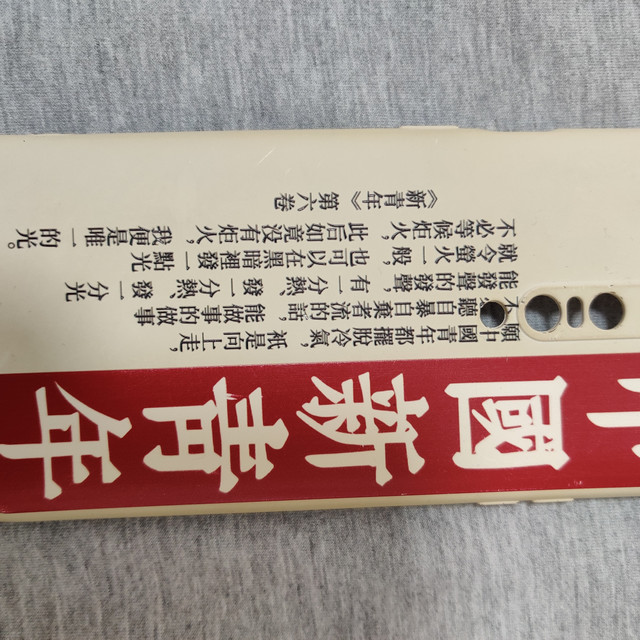 中國新青年
願中國青年都擺脫冷氣，祇是向上走，
不聽自暴自棄者流的話，能做事的做事
能發聲的發聲，有一分熱發一分光
就令螢火一般，也可以在黑暗裡發一點光
不必等候炬火，此后如竟没有炬火，我便是唯一的光。
《新青年》第六卷